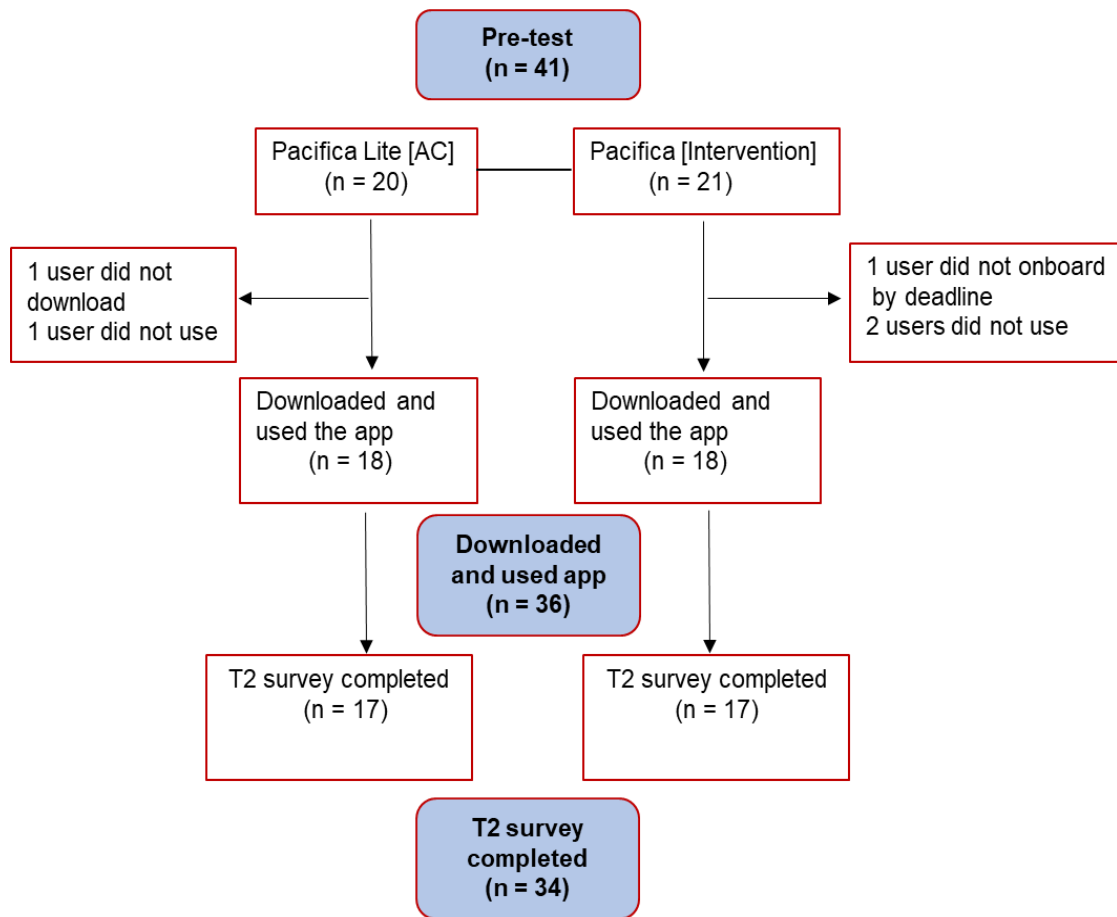 Pre-test
(n = 41)
Pacifica Lite [AC]
(n = 20)
Pacifica [Intervention]
(n = 21)
1 user did not
download
1 user did not use
1 user did not onboard
by deadline
2 users did not use
Downloaded and
used the app
(n = 18)
Downloaded and
used the app
(n = 18)
Downloaded
and used app
(n = 36)
T2 survey completed
(n = 17)
T2 survey completed
(n = 17)
T2 survey
completed
(n = 34)